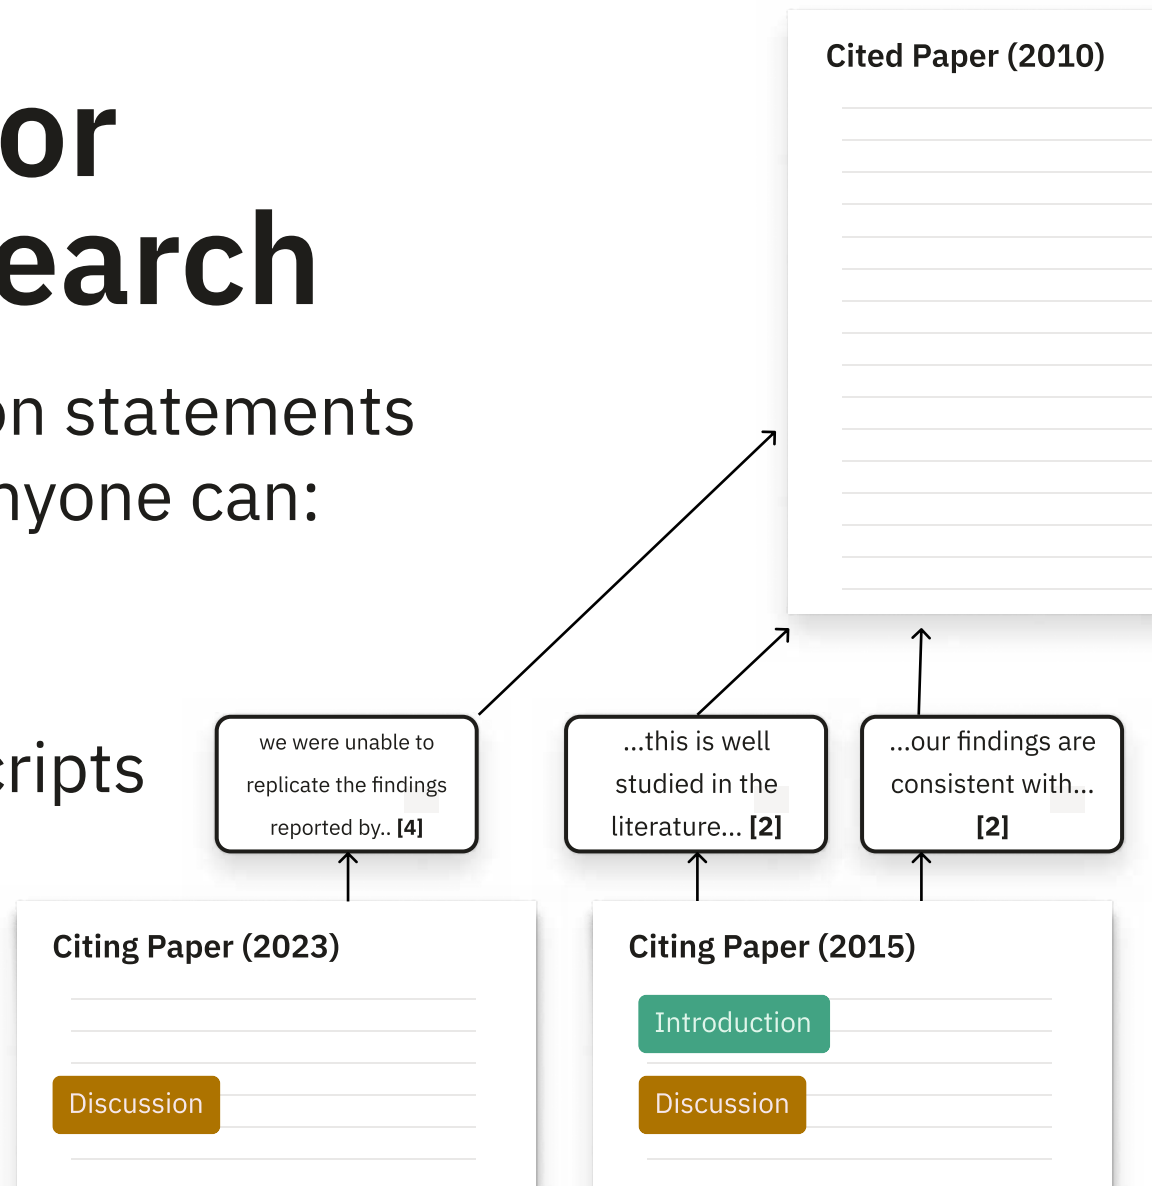 or
earch
on statements
nyone can:
cripts
Cited Paper (2010)
we were unable to
replicate the findings
reported by.. [4]
...this is well
studied in the
literature... [2]
...our findings are
consistent with...
[2]
Citing Paper (2023)
Discussion
Citing Paper (2015)
Introduction
Discussion